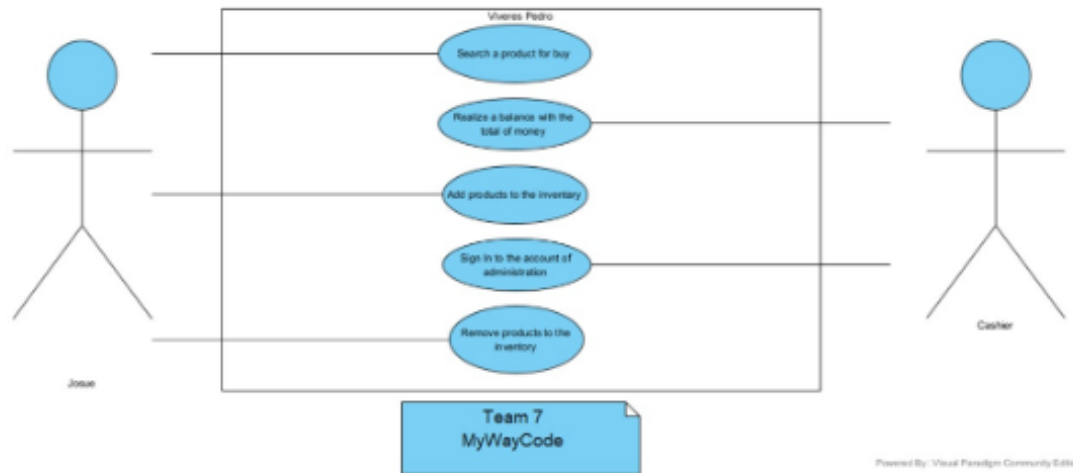 Viveres Pedro
Search a product for buy
Realize a balance with the
total of money
Add products to the inventory
Sign In to the account of
administration
Remove products to the
inventory
Josue
Cashier
Team 7
MyWayCode
Powered By: Visual Paradigm Community Editio